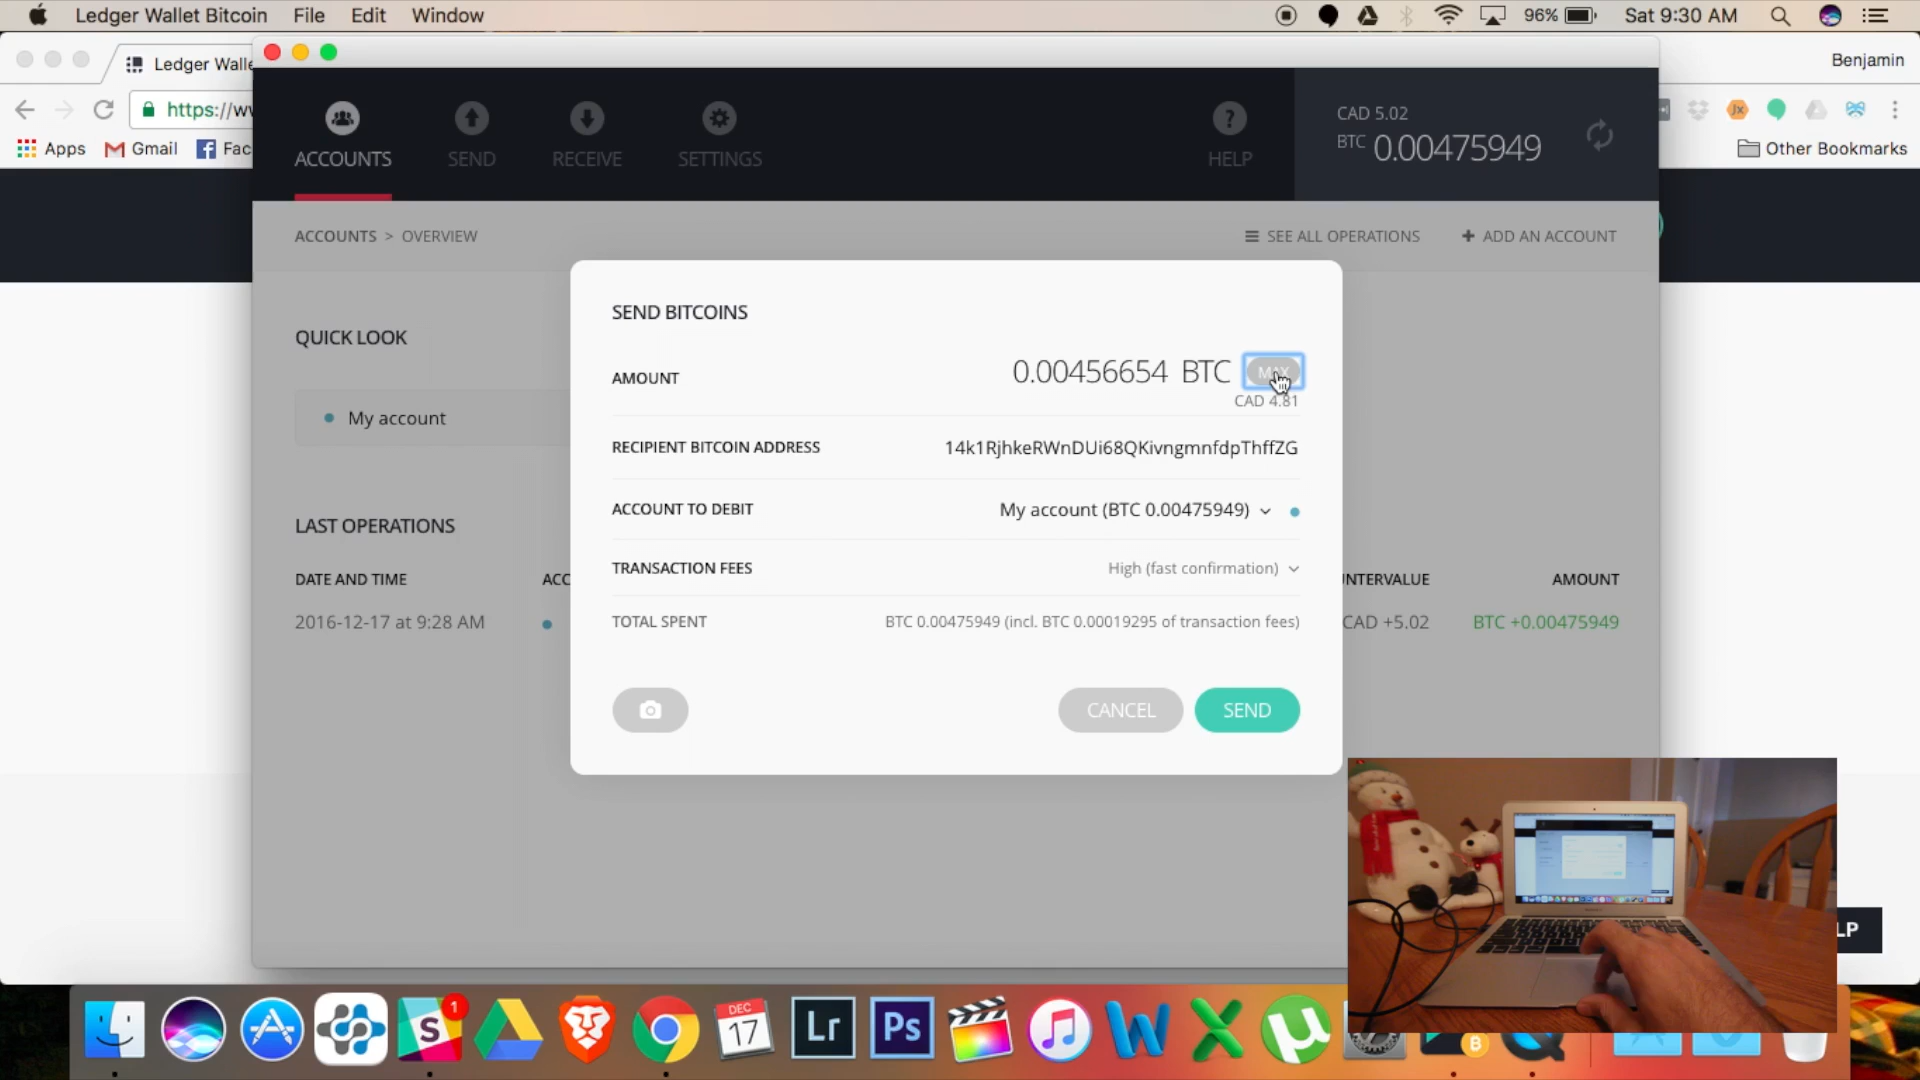 Ledger Wallet Bitcoin File Edit Window 96% Sat 9:30 AM
Ledger Walle Benjamin
https://ww
Apps Gmail Fac Other Bookmarks
ACCOUNTS SEND RECEIVE SETTINGS HELP
CAD 5.02
BTC 0.00475949
ACCOUNTS > OVERVIEW SEE ALL OPERATIONS + ADD AN ACCOUNT
SEND BITCOINS
QUICK LOOK
AMOUNT 0.00456654 BTC MAX
CAD 4.81
My account
RECIPIENT BITCOIN ADDRESS 14k1RjhkeRWnDUi68QKivngmnfdpThffZG
ACCOUNT TO DEBIT My account (BTC 0.00475949)
LAST OPERATIONS
TRANSACTION FEES High (fast confirmation)
DATE AND TIME ACC NTERVALUE AMOUNT
TOTAL SPENT BTC 0.00475949 (incl. BTC 0.00019295 of transaction fees)
2016-12-17 at 9:28 AM CAD +5.02 BTC +0.00475949
CANCEL SEND
LP
S 1 DEC 17 Lr Ps W X µ B